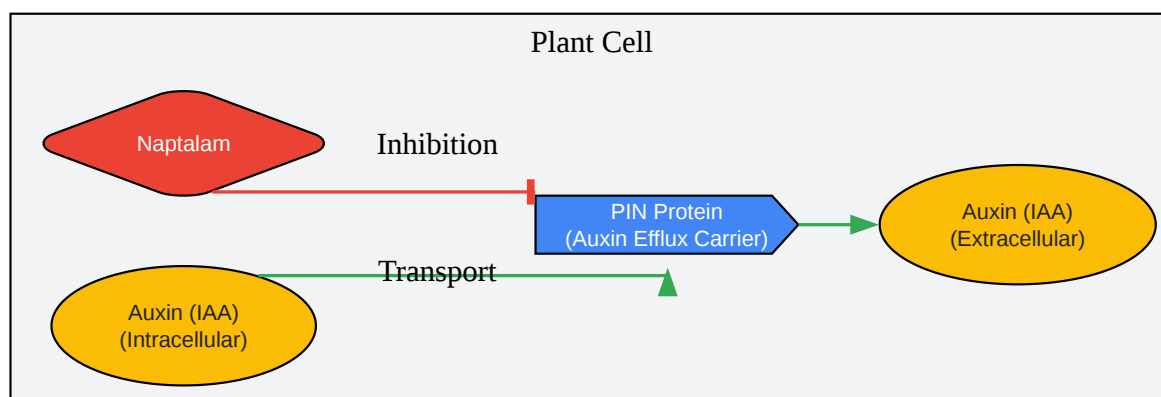 Plant Cell
Naptalam
Inhibition
PIN Protein
(Auxin Efflux Carrier)
Auxin (IAA)
(Extracellular)
Transport
Auxin (IAA)
(Intracellular)